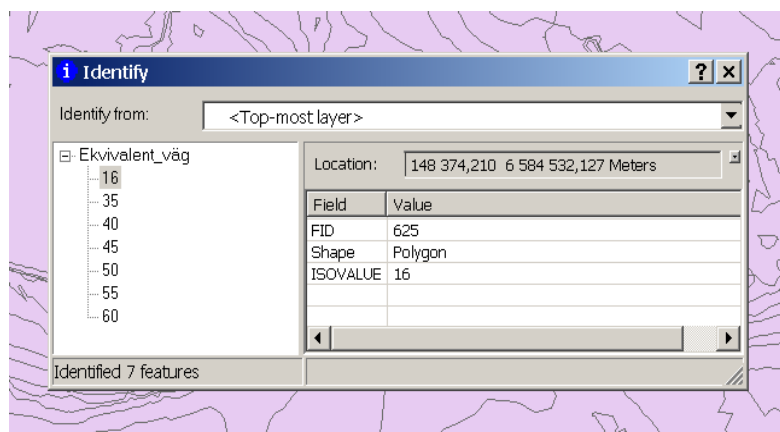 i Identify ? ×
Identify from: <Top-most layer>
Ekvivalent_väg
16
35
40
45
50
55
60
Location: 148 374,210 6 584 532,127 Meters
Field Value
FID 625
Shape Polygon
ISOVALUE 16
Identified 7 features